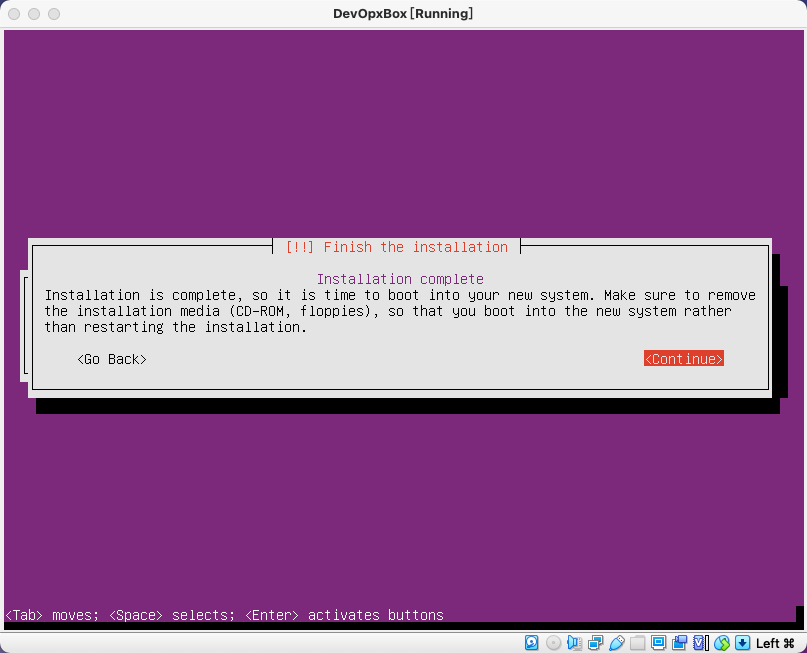 DevOpxBox [Running]
[!!] Finish the installation
Installation complete
Installation is complete, so it is time to boot into your new system. Make sure to remove
the installation media (CD-ROM, floppies), so that you boot into the new system rather
than restarting the installation.
<Go Back> <Continue>
<Tab> moves; <Space> selects; <Enter> activates buttons
Left ⌘